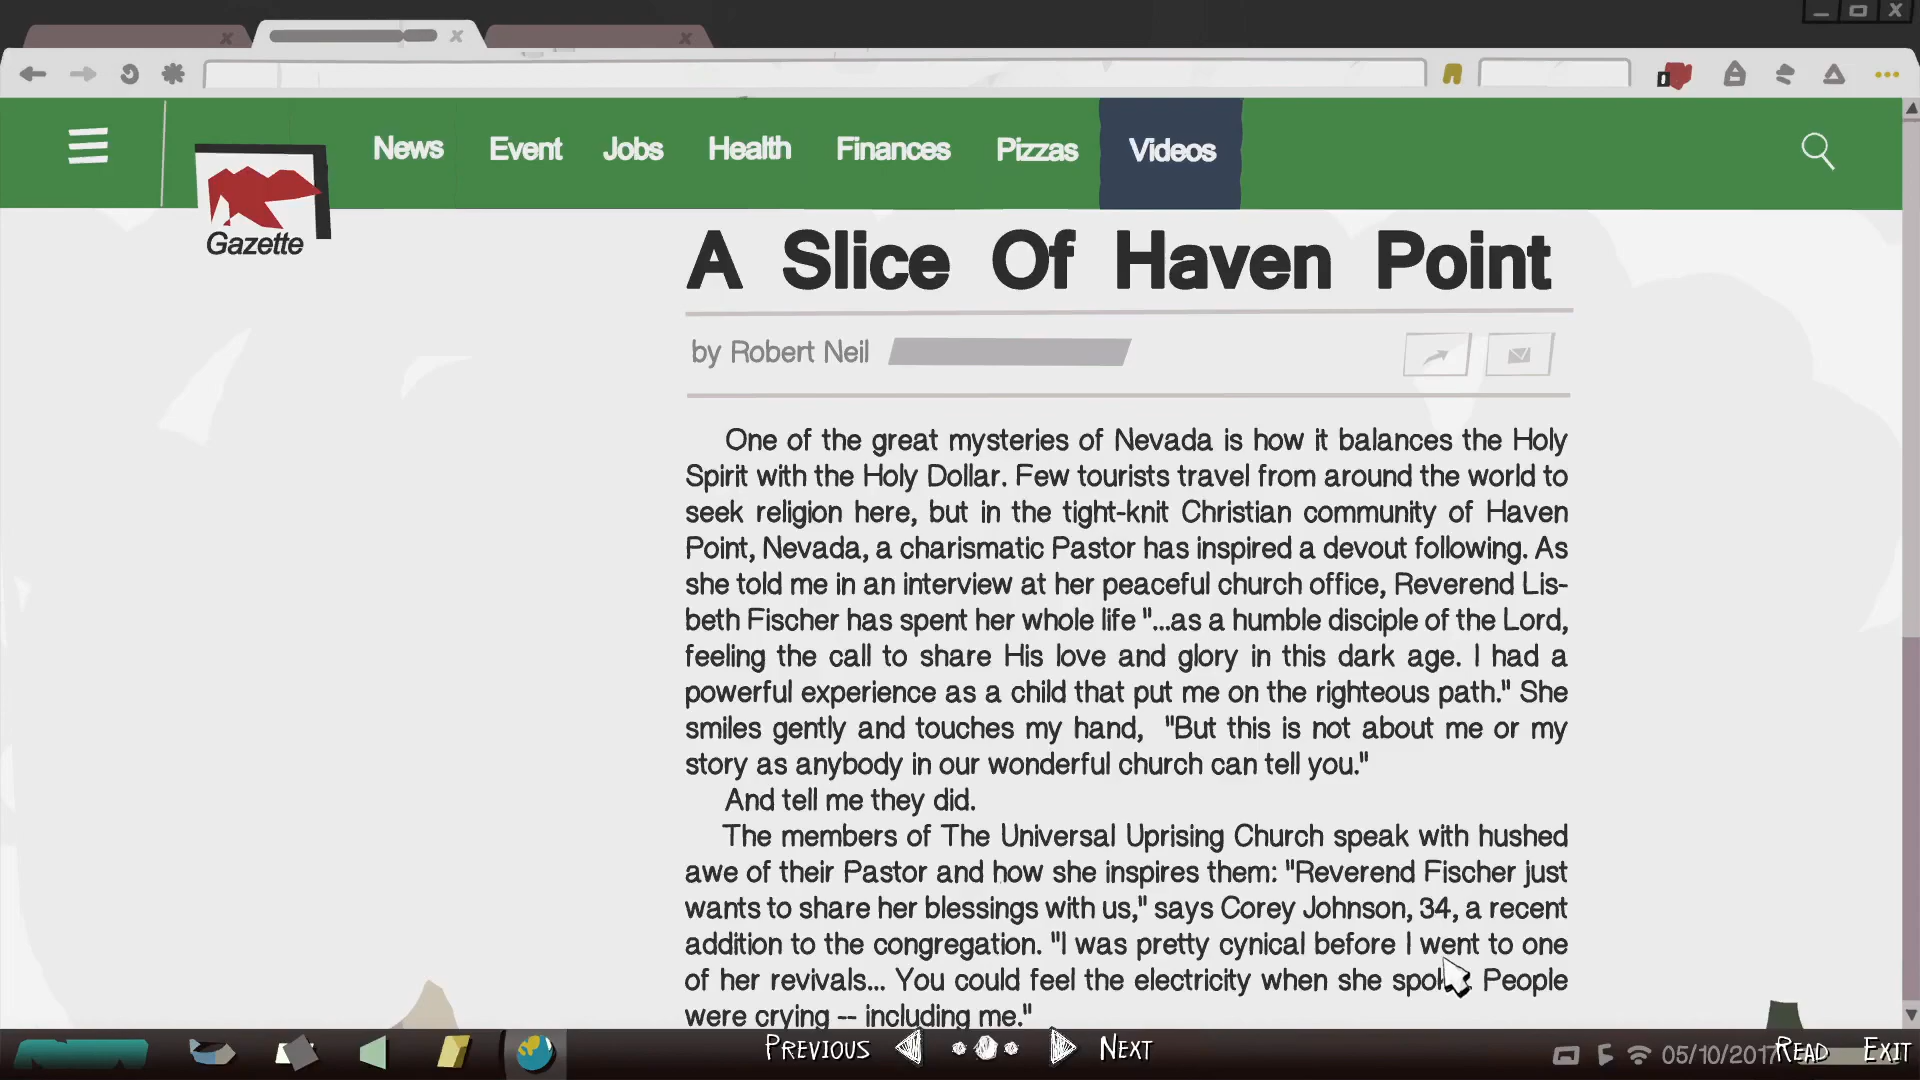 News Event Jobs Health Finances Pizzas Videos
Gazette
A Slice Of Haven Point
by Robert Neil
One of the great mysteries of Nevada is how it balances the Holy
Spirit with the Holy Dollar. Few tourists travel from around the world to
seek religion here, but in the tight-knit Christian community of Haven
Point, Nevada, a charismatic Pastor has inspired a devout following. As
she told me in an interview at her peaceful church office, Reverend Lis-
beth Fischer has spent her whole life "...as a humble disciple of the Lord,
feeling the call to share His love and glory in this dark age. I had a
powerful experience as a child that put me on the righteous path." She
smiles gently and touches my hand, "But this is not about me or my
story as anybody in our wonderful church can tell you."
And tell me they did.
The members of The Universal Uprising Church speak with hushed
awe of their Pastor and how she inspires them: "Reverend Fischer just
wants to share her blessings with us," says Corey Johnson, 34, a recent
addition to the congregation. "I was pretty cynical before I went to one
of her revivals... You could feel the electricity when she spoke. People
were crying -- including me."
Previous Next 05/10/2017 Read Exit